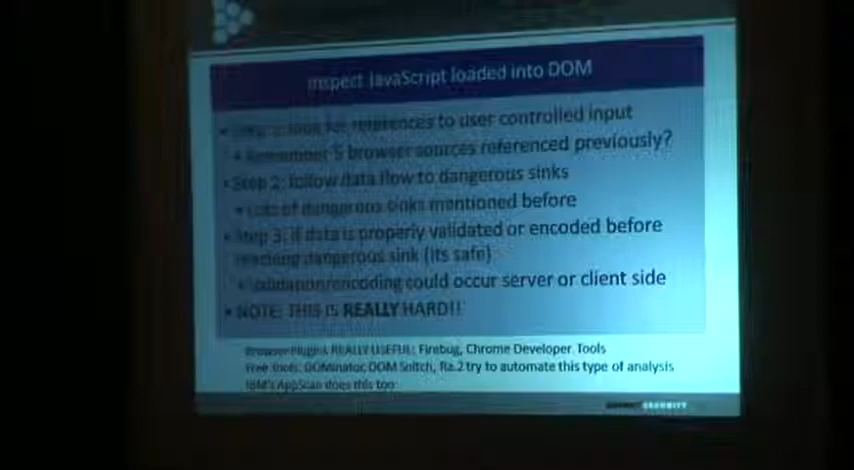 Inspect JavaScript loaded into DOM
• Step 1: look for references to user controlled input
• Remember 5 browser sources referenced previously?
• Step 2: follow data flow to dangerous sinks
• Lots of dangerous sinks mentioned before
• Step 3: if data is properly validated or encoded before
reaching dangerous sink (its safe)
• Validation/encoding could occur server or client side
• NOTE: THIS IS REALLY HARD!!
Browser Plugins REALLY USEFUL: Firebug, Chrome Developer Tools
Free tools: DOMinator, DOM Snitch, try to automate this type of analysis
IBM's AppScan does this too
SECURITY